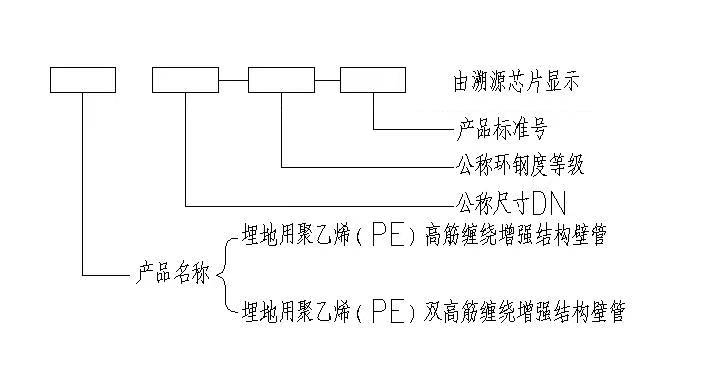 由溯源芯片显示
产品标准号
公称环钢度等级
公称尺寸DN
埋地用聚乙烯(PE)高筋缠绕增强结构壁管
产品名称
埋地用聚乙烯(PE)双高筋缠绕增强结构壁管